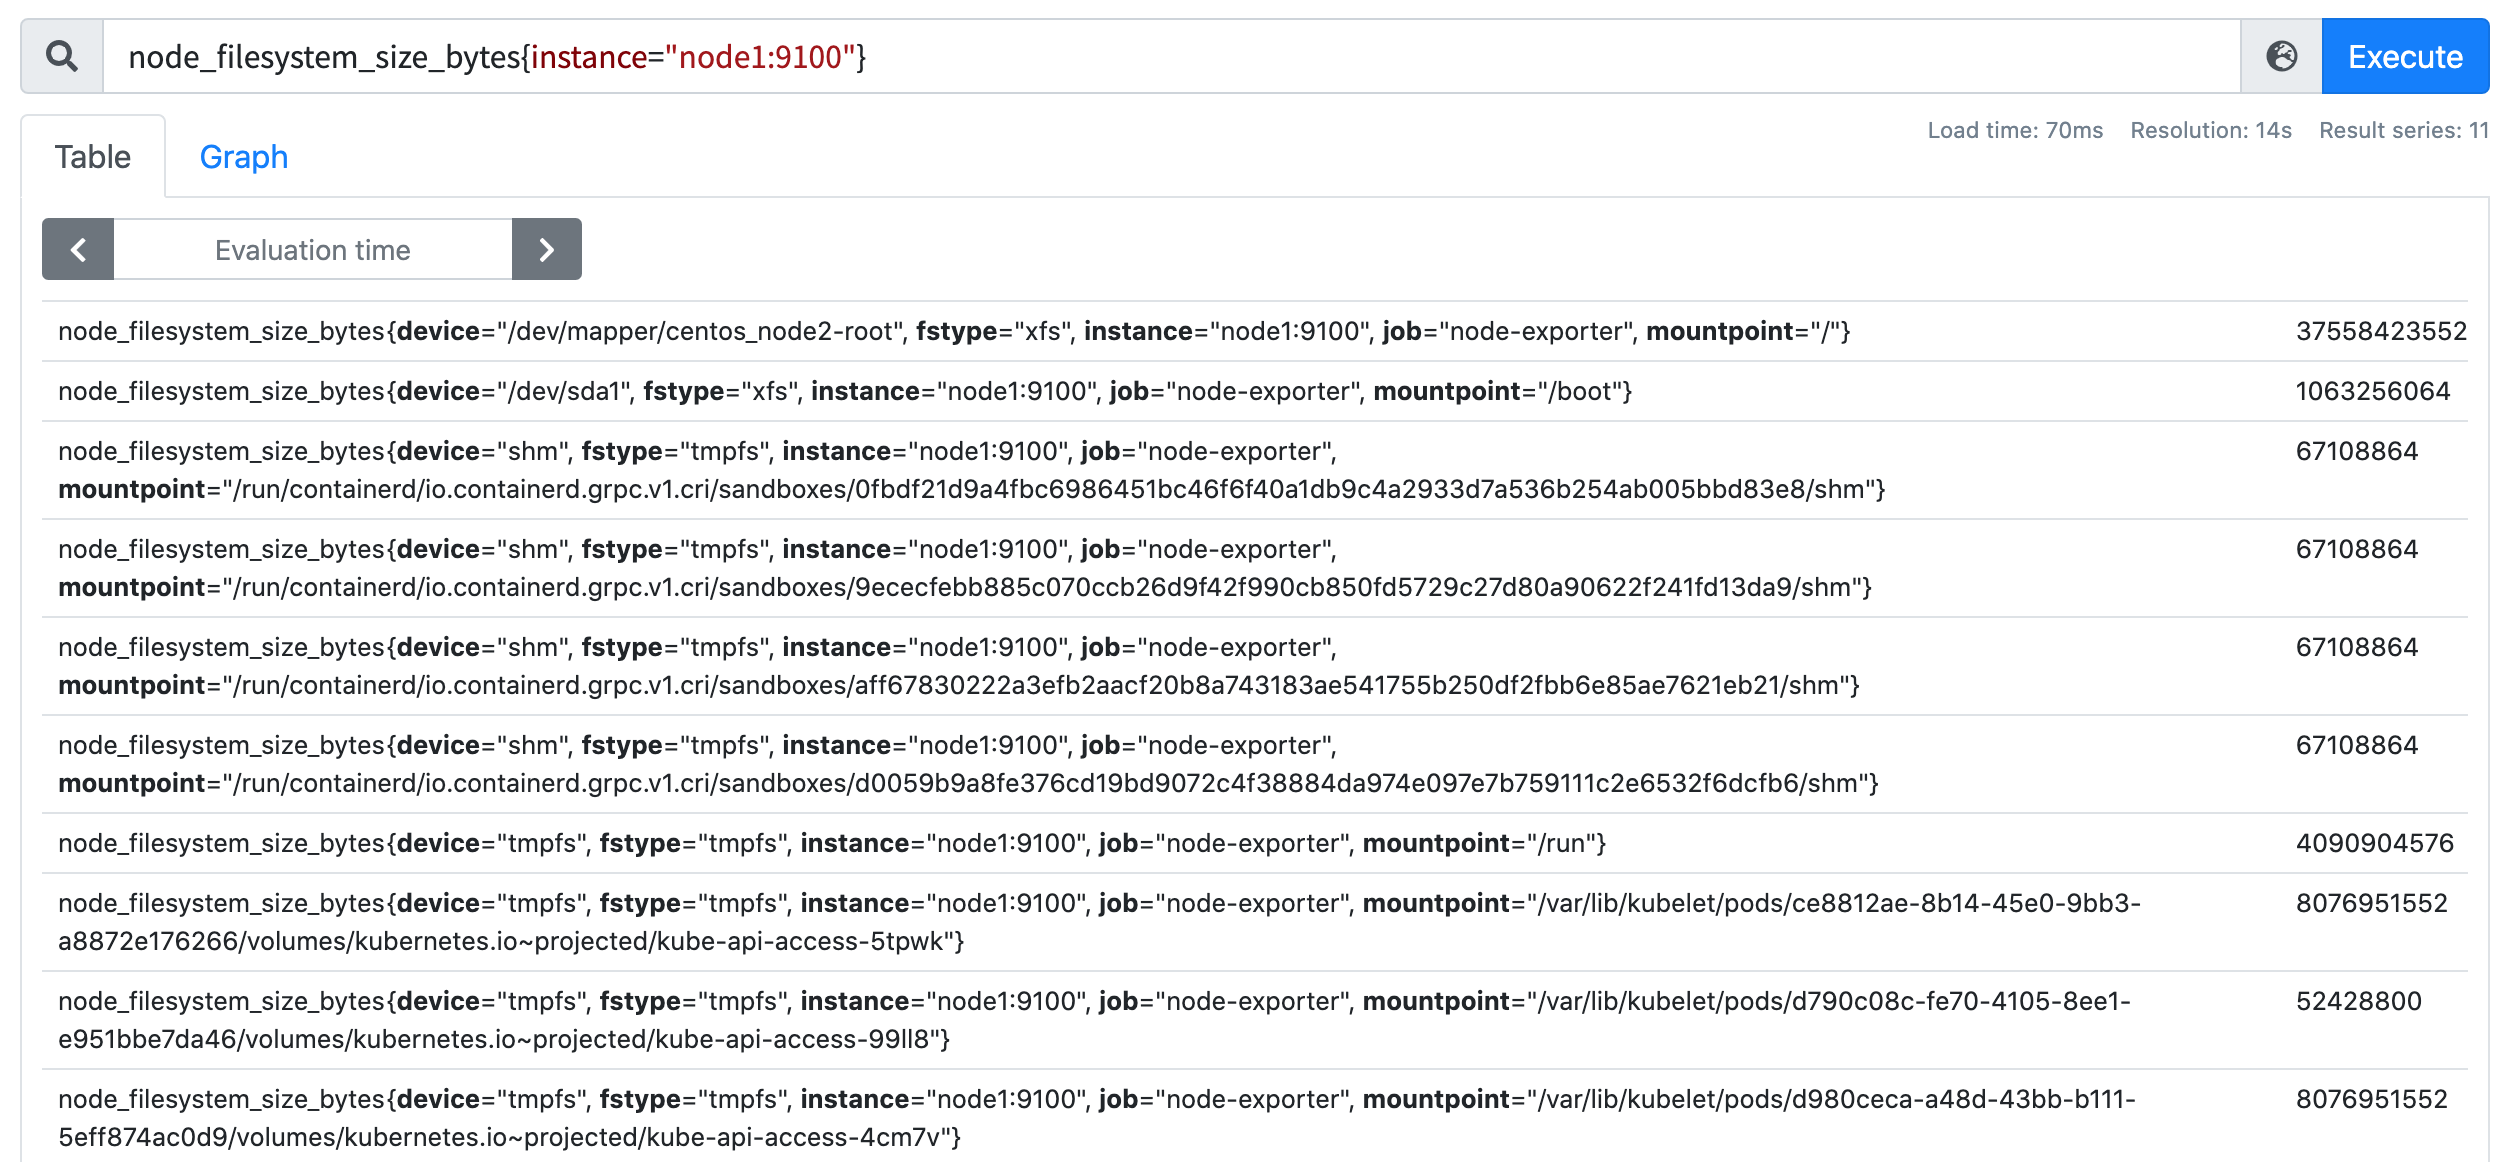 node_filesystem_size_bytes{instance="node1:9100"}
Execute
Table
Graph
Load time: 70ms Resolution: 14s Result series: 11
Evaluation time
node_filesystem_size_bytes{device="/dev/mapper/centos_node2-root", fstype="xfs", instance="node1:9100", job="node-exporter", mountpoint="/"} 37558423552
node_filesystem_size_bytes{device="/dev/sda1", fstype="xfs", instance="node1:9100", job="node-exporter", mountpoint="/boot"} 1063256064
node_filesystem_size_bytes{device="shm", fstype="tmpfs", instance="node1:9100", job="node-exporter", 67108864
mountpoint="/run/containerd/io.containerd.grpc.v1.cri/sandboxes/0fbdf21d9a4fbc6986451bc46f6f40a1db9c4a2933d7a536b254ab005bbd83e8/shm"}
node_filesystem_size_bytes{device="shm", fstype="tmpfs", instance="node1:9100", job="node-exporter", 67108864
mountpoint="/run/containerd/io.containerd.grpc.v1.cri/sandboxes/9ececfebb885c070ccb26d9f42f990cb850fd5729c27d80a90622f241fd13da9/shm"}
node_filesystem_size_bytes{device="shm", fstype="tmpfs", instance="node1:9100", job="node-exporter", 67108864
mountpoint="/run/containerd/io.containerd.grpc.v1.cri/sandboxes/aff67830222a3efb2aacf20b8a743183ae541755b250df2fbb6e85ae7621eb21/shm"}
node_filesystem_size_bytes{device="shm", fstype="tmpfs", instance="node1:9100", job="node-exporter", 67108864
mountpoint="/run/containerd/io.containerd.grpc.v1.cri/sandboxes/d0059b9a8fe376cd19bd9072c4f38884da974e097e7b759111c2e6532f6dcfb6/shm"}
node_filesystem_size_bytes{device="tmpfs", fstype="tmpfs", instance="node1:9100", job="node-exporter", mountpoint="/run"} 4090904576
node_filesystem_size_bytes{device="tmpfs", fstype="tmpfs", instance="node1:9100", job="node-exporter", mountpoint="/var/lib/kubelet/pods/ce8812ae-8b14-45e0-9bb3- 8076951552
a8872e176266/volumes/kubernetes.io~projected/kube-api-access-5tpwk"}
node_filesystem_size_bytes{device="tmpfs", fstype="tmpfs", instance="node1:9100", job="node-exporter", mountpoint="/var/lib/kubelet/pods/d790c08c-fe70-4105-8ee1- 52428800
e951bbe7da46/volumes/kubernetes.io~projected/kube-api-access-99ll8"}
node_filesystem_size_bytes{device="tmpfs", fstype="tmpfs", instance="node1:9100", job="node-exporter", mountpoint="/var/lib/kubelet/pods/d980ceca-a48d-43bb-b111- 8076951552
5eff874ac0d9/volumes/kubernetes.io~projected/kube-api-access-4cm7v"}